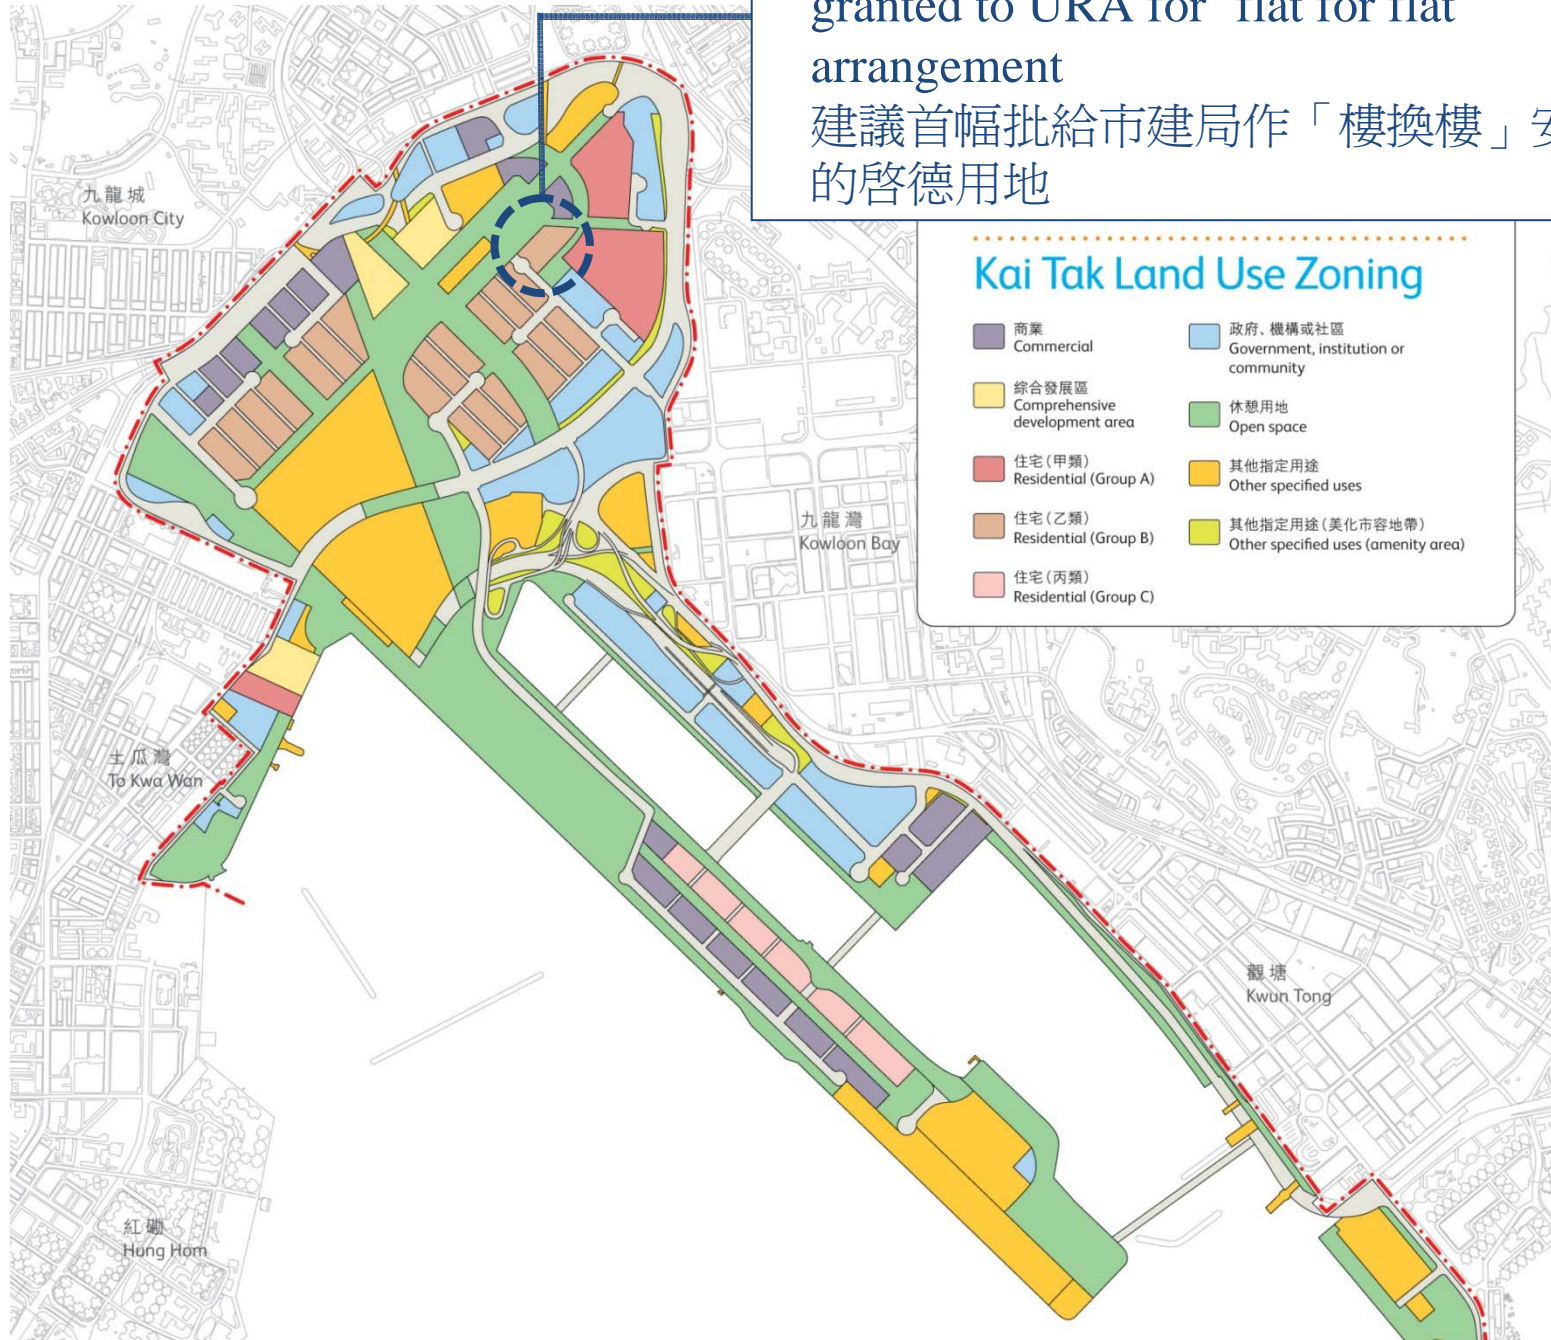 granted to URA for "flat for flat"
arrangement
建議首幅批給市建局作「樓換樓」安
的啓德用地
Kai Tak Land Use Zoning
商業
Commercial
綜合發展區
Comprehensive
development area
住宅(甲類)
Residential (Group A)
住宅(乙類)
Residential (Group B)
住宅(丙類)
Residential (Group C)
政府、機構或社區
Government, institution or
community
休憩用地
Open space
其他指定用途
Other specified uses
其他指定用途(美化市容地帶)
Other specified uses (amenity area)
九龍城
Kowloon City
九龍灣
Kowloon Bay
土瓜灣
To Kwa Wan
觀塘
Kwun Tong
紅磡
Hung Hom